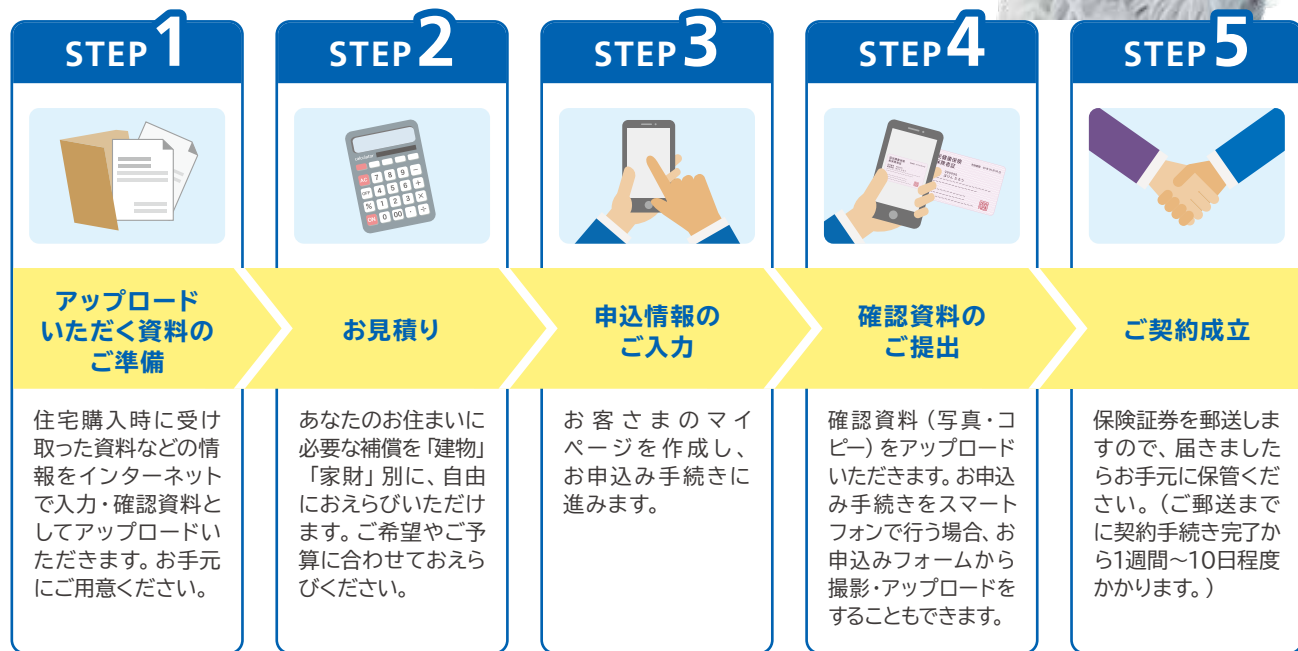 STEP1
アップロード
いただく資料の
ご準備
住宅購入時に受け
取った資料などの情
報をインターネット
で入力・確認資料と
してアップロードい
ただきます。お手元
にご用意ください。
STEP2
calculator
AC 7 8 9 −
OFF 4 5 6 +
% 1 2 3 ×
ON 0 00 · ÷
お見積り
あなたのお住まいに
必要な補償を「建物」
「家財」別に、自由
におえらびいただけ
ます。ご希望やご予
算に合わせておえら
びください。
STEP3
申込情報の
ご入力
お客さまのマイ
ページを作成し、
お申込み手続きに
進みます。
STEP4
確認資料の
ご提出
確認資料（写真・コ
ピー）をアップロード
いただきます。お申込
み手続きをスマート
フォンで行う場合、お
申込みフォームから
撮影・アップロードを
することもできます。
STEP5
ご契約成立
保険証券を郵送しま
すので、届きました
らお手元に保管くだ
さい。（ご郵送まで
に契約手続き完了か
ら1週間〜10日程度
かかります。）